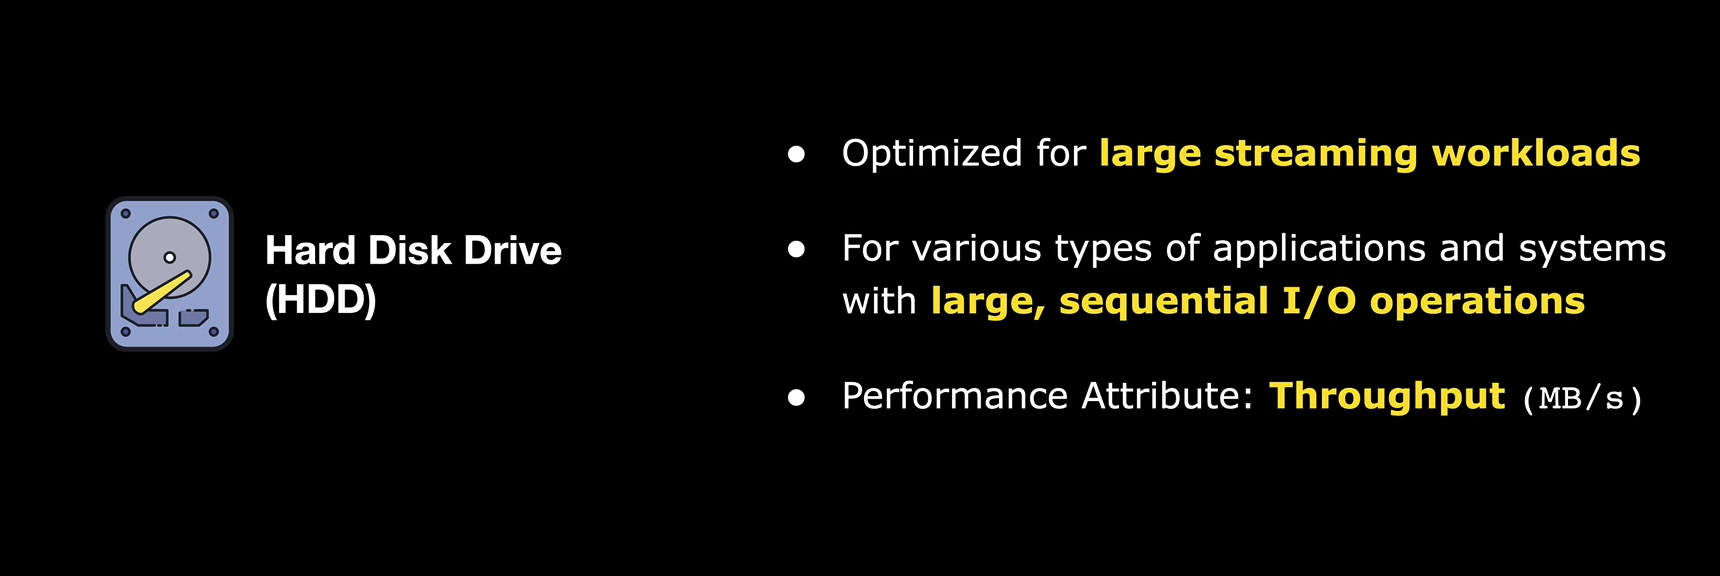 Hard Disk Drive
(HDD)
● Optimized for large streaming workloads
● For various types of applications and systems
with large, sequential I/O operations
● Performance Attribute: Throughput (MB/s)